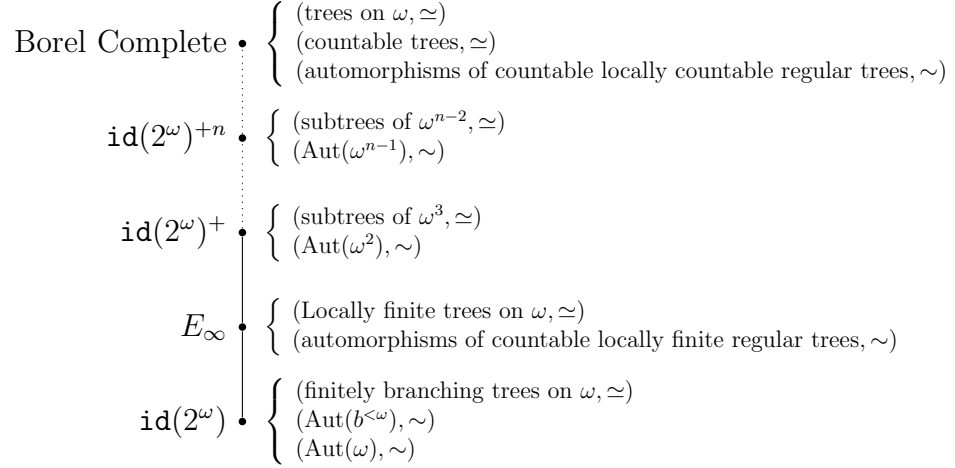 Borel Complete
(trees on ω, ≃)
(countable trees, ≃)
(automorphisms of countable locally countable regular trees, ∼)
id(2^ω)^{+n}
(subtrees of ω^{n−2}, ≃)
(Aut(ω^{n−1}), ∼)
id(2^ω)^+
(subtrees of ω^3, ≃)
(Aut(ω^2), ∼)
E_∞
(Locally finite trees on ω, ≃)
(automorphisms of countable locally finite regular trees, ∼)
id(2^ω)
(finitely branching trees on ω, ≃)
(Aut(b^{<ω}), ∼)
(Aut(ω), ∼)